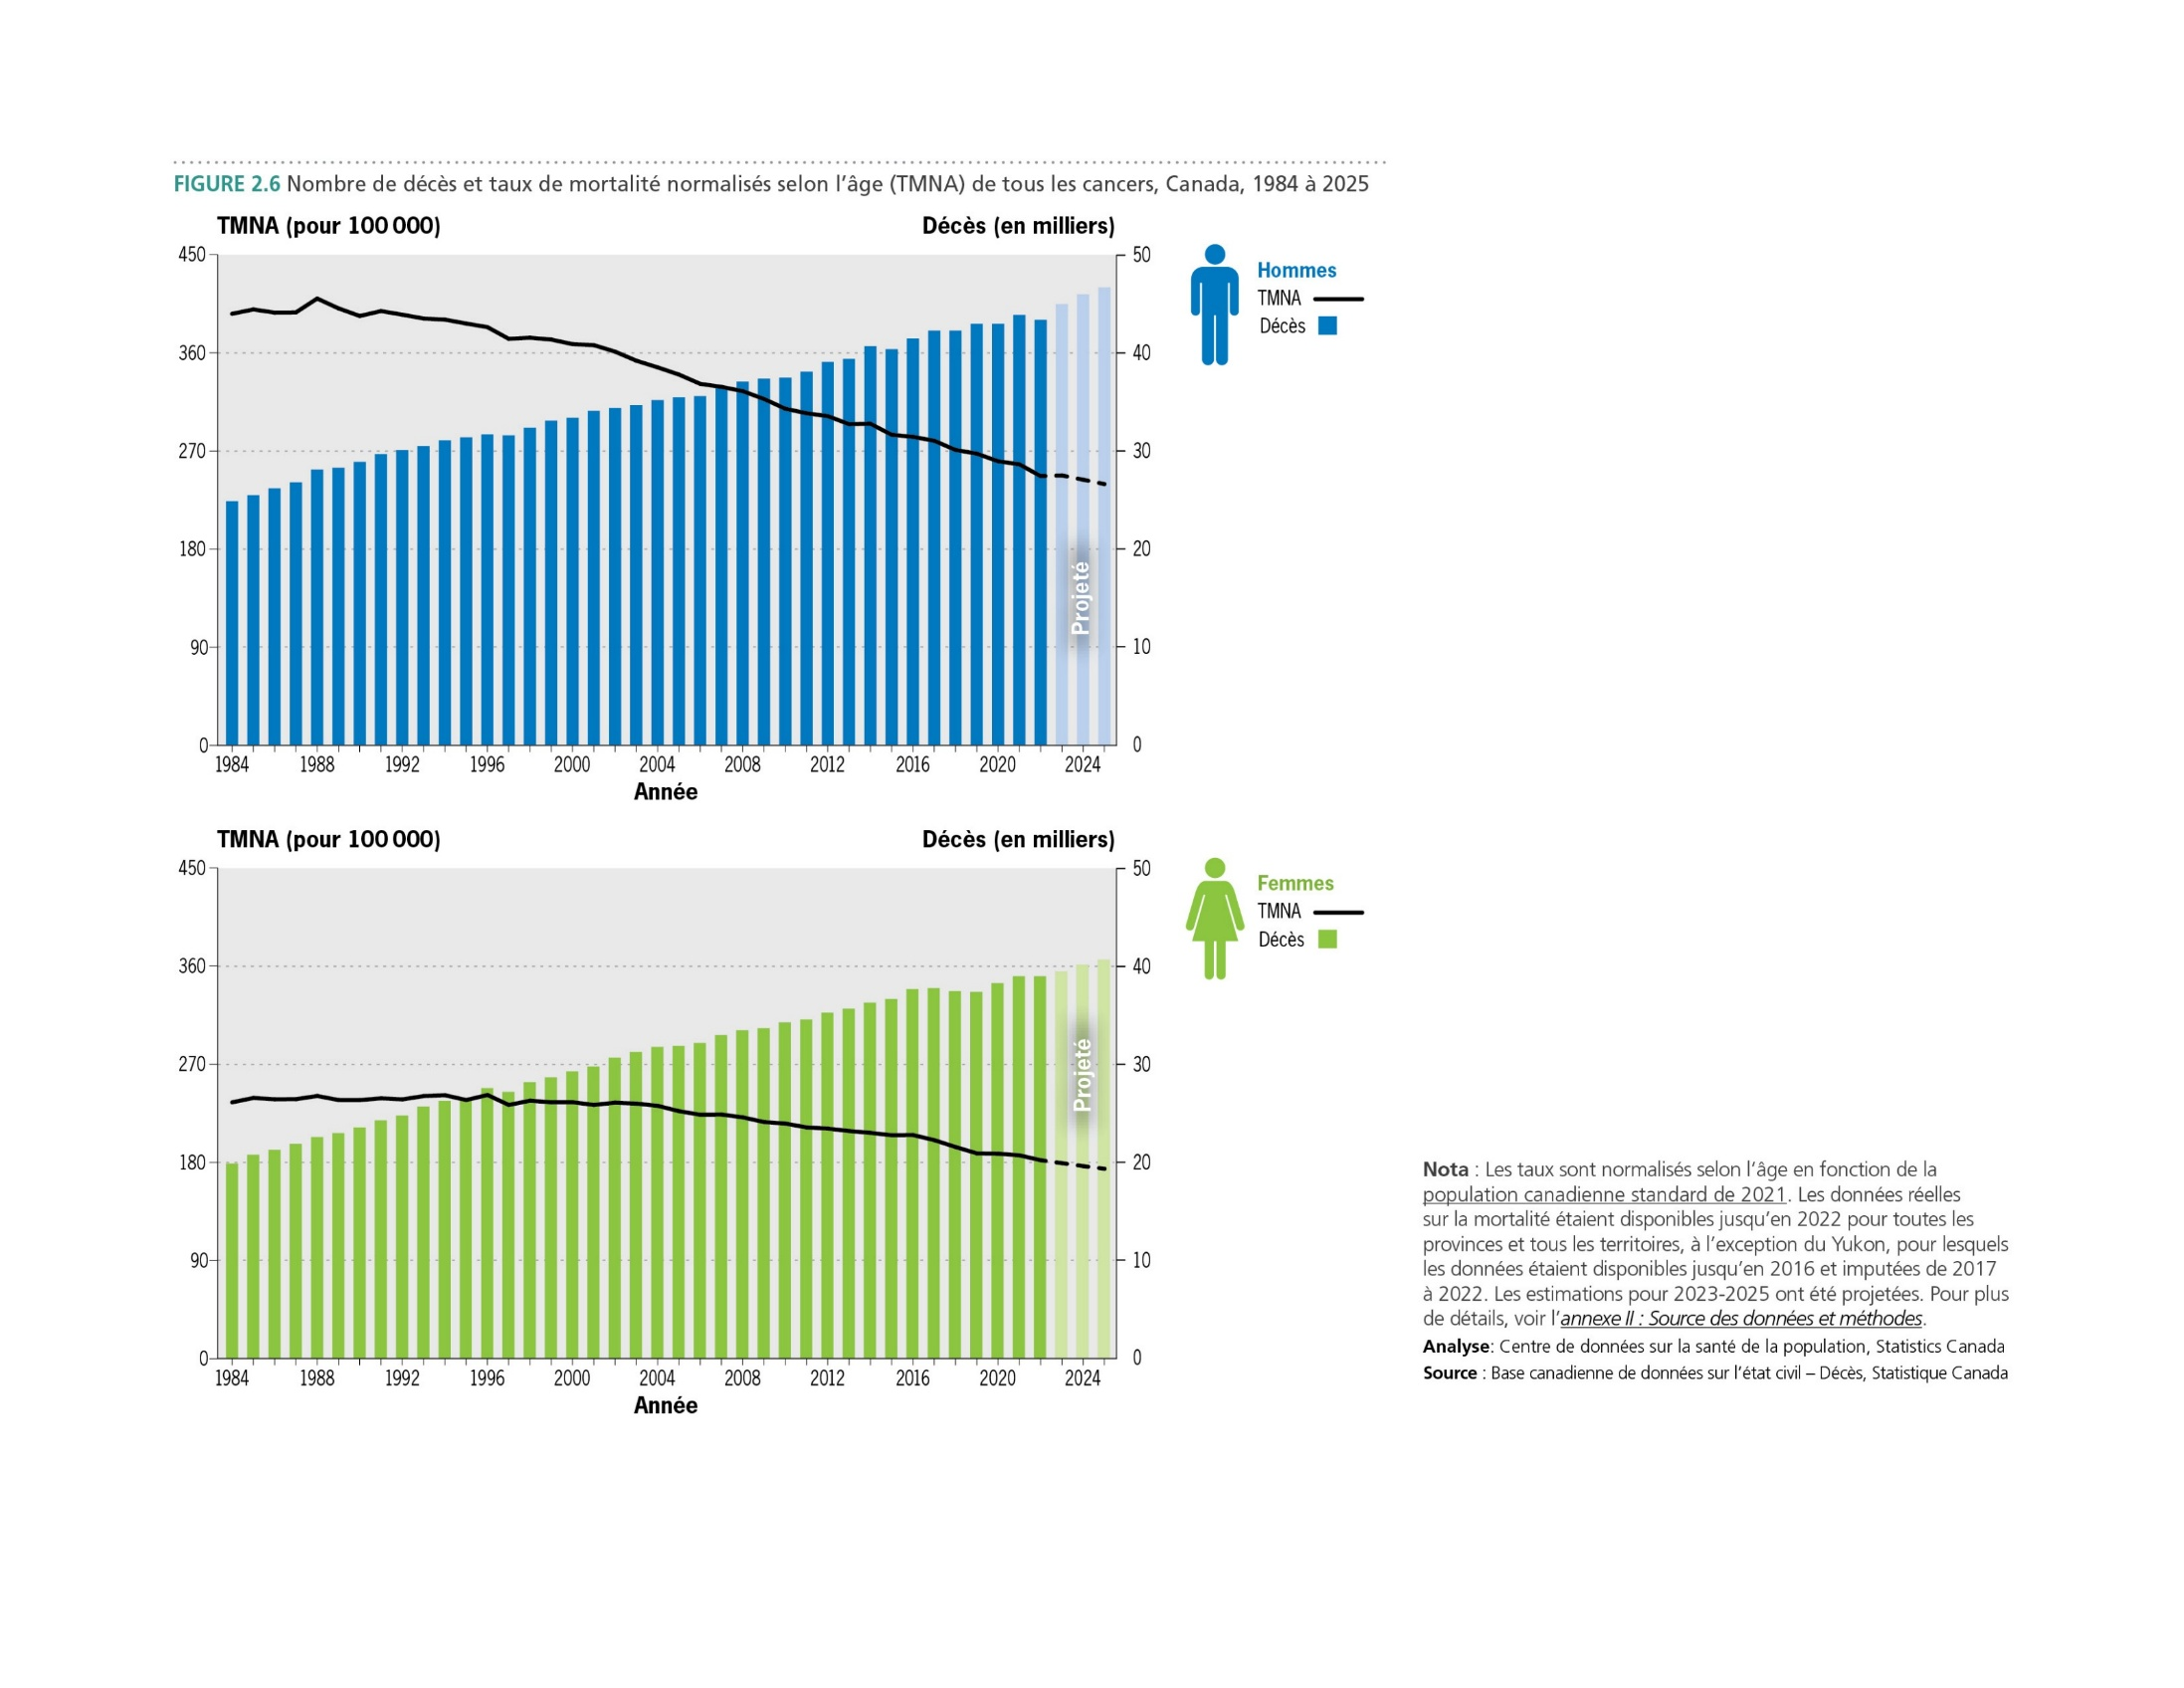 FIGURE 2.6 Nombre de décès et taux de mortalité normalisés selon l’âge (TMNA) de tous les cancers, Canada, 1984 à 2025
TMNA (pour 100 000)
Décès (en milliers)
450
360
270
180
90
0
50
40
30
20
10
0
Projeté
1984 1988 1992 1996 2000 2004 2008 2012 2016 2020 2024
Année
Hommes
TMNA
Décès
TMNA (pour 100 000)
Décès (en milliers)
450
360
270
180
90
0
50
40
30
20
10
0
Projeté
1984 1988 1992 1996 2000 2004 2008 2012 2016 2020 2024
Année
Femmes
TMNA
Décès
Nota : Les taux sont normalisés selon l’âge en fonction de la
population canadienne standard de 2021. Les données réelles
sur la mortalité étaient disponibles jusqu’en 2022 pour toutes les
provinces et tous les territoires, à l’exception du Yukon, pour lesquels
les données étaient disponibles jusqu’en 2016 et imputées de 2017
à 2022. Les estimations pour 2023-2025 ont été projetées. Pour plus
de détails, voir l’annexe II : Source des données et méthodes.
Analyse: Centre de données sur la santé de la population, Statistics Canada
Source : Base canadienne de données sur l’état civil – Décès, Statistique Canada